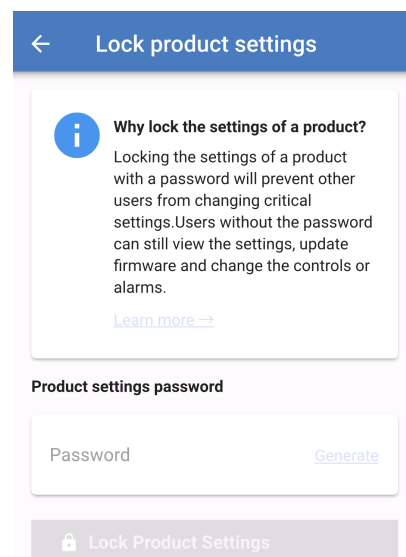 Lock product settings
Why lock the settings of a product?
Locking the settings of a product
with a password will prevent other
users from changing critical
settings.Users without the password
can still view the settings, update
firmware and change the controls or
alarms.
Learn more →
Product settings password
Password Generate
Lock Product Settings